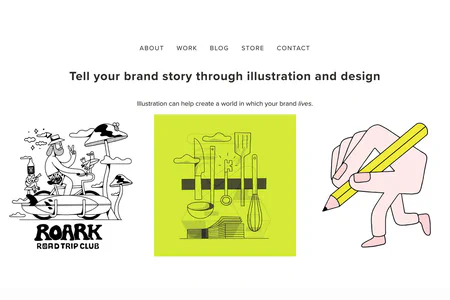 ABOUT WORK BLOG STORE CONTACT
Tell your brand story through illustration and design
Illustration can help create a world in which your brand lives.
ROARK
ROAD TRIP CLUB